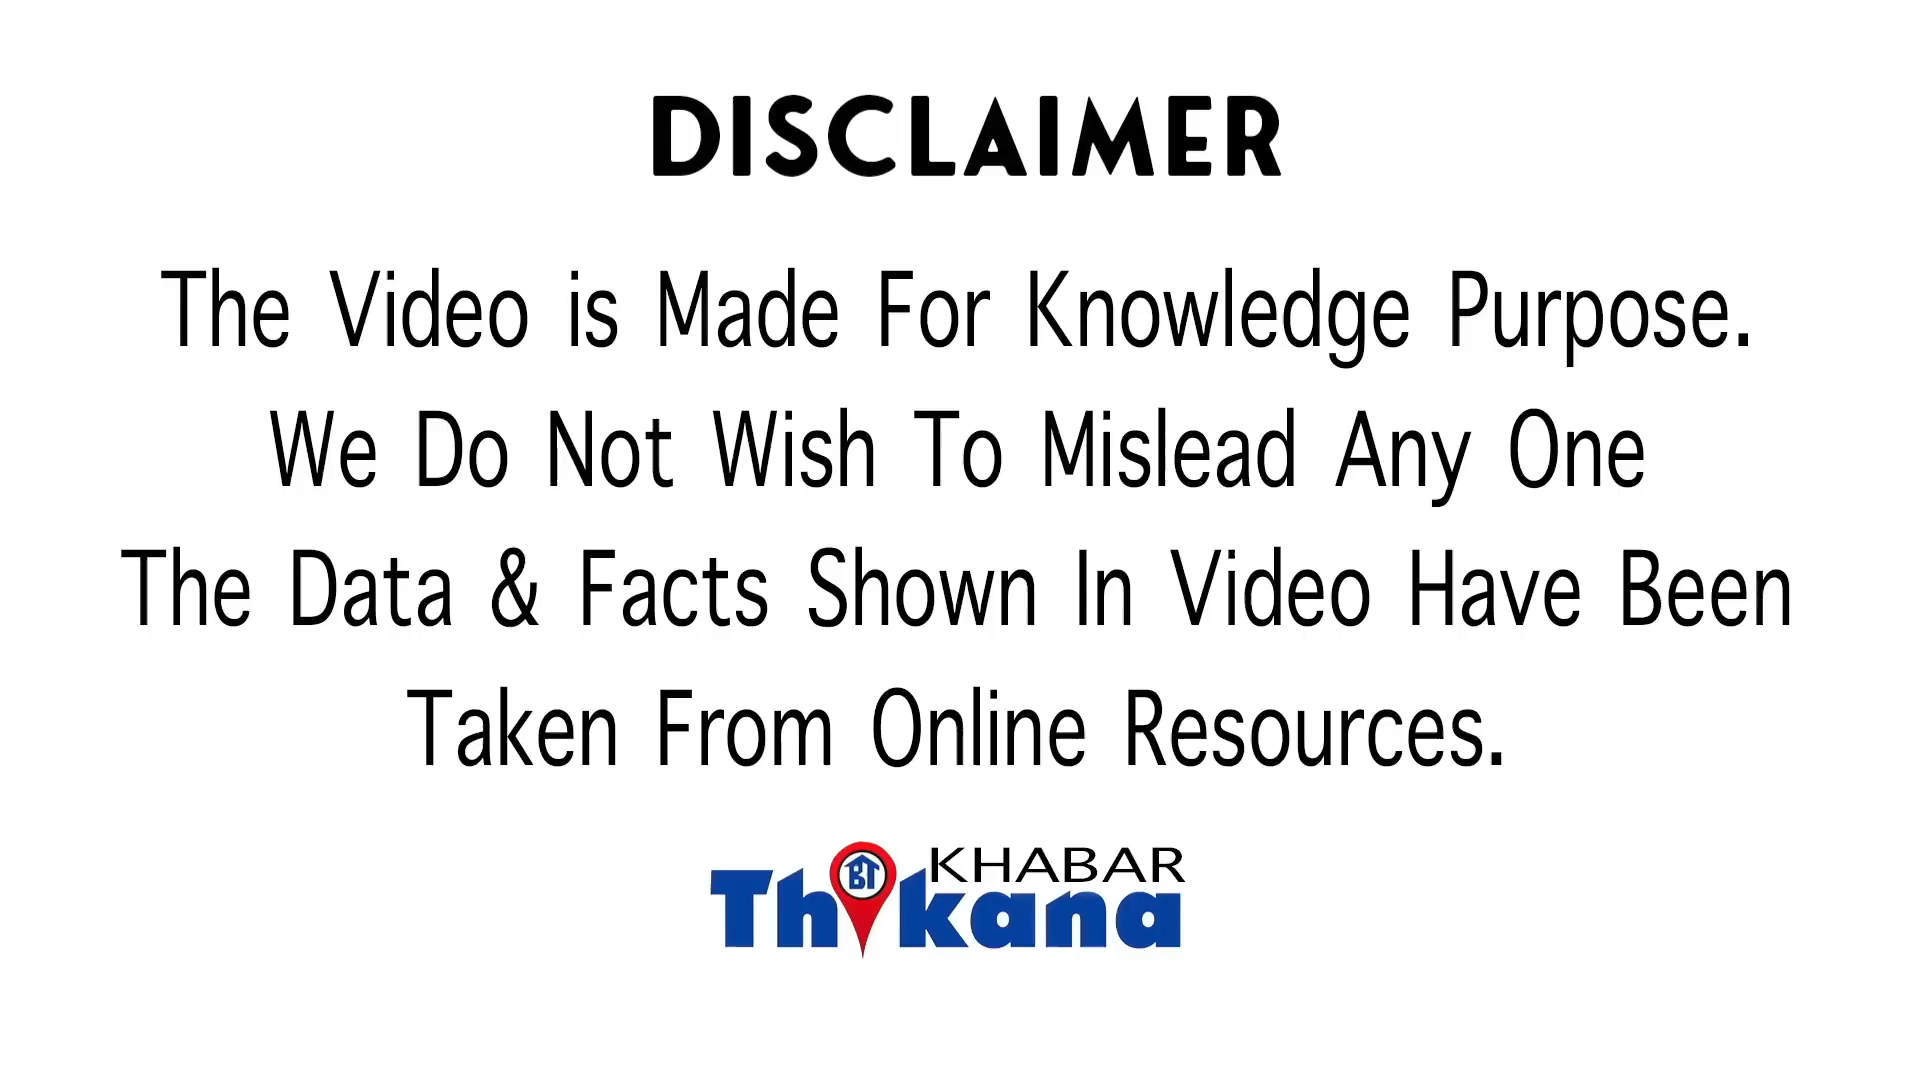 DISCLAIMER
The Video is Made For Knowledge Purpose.
We Do Not Wish To Mislead Any One
The Data & Facts Shown In Video Have Been
Taken From Online Resources.
KHABAR
BT
Thikana